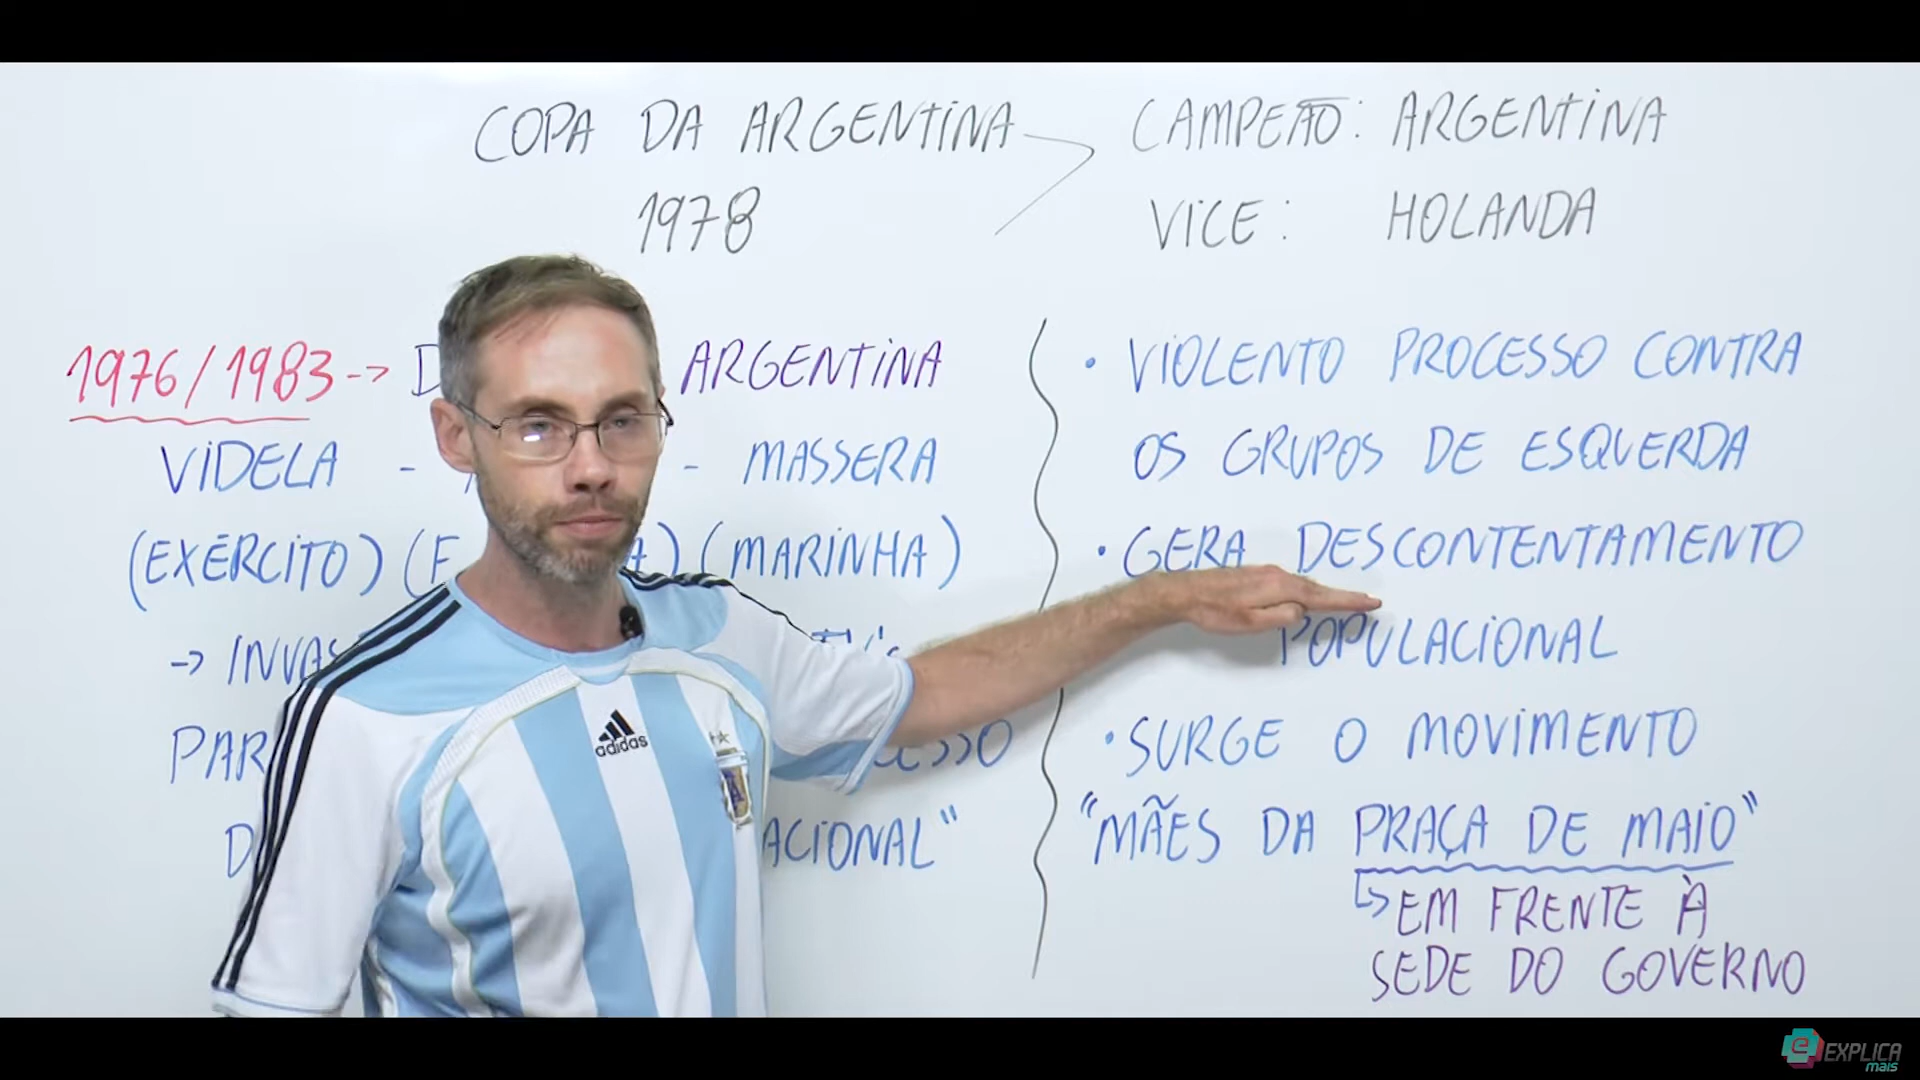 COPA DA ARGENTINA
1978
CAMPEÃO: ARGENTINA
VICE: HOLANDA
1976/1983 -> ARGENTINA
VIDELA - - MASSERA
(EXÉRCITO) ( ) (MARINHA)
->
DO
ACIONAL"
• VIOLENTO PROCESSO CONTRA
OS GRUPOS DE ESQUERDA
• GERA DESCONTENTAMENTO
POPULACIONAL
• SURGE O MOVIMENTO
"MÃES DA PRAÇA DE MAIO"
EM FRENTE À
SEDE DO GOVERNO
adidas
e EXPLICA
mais